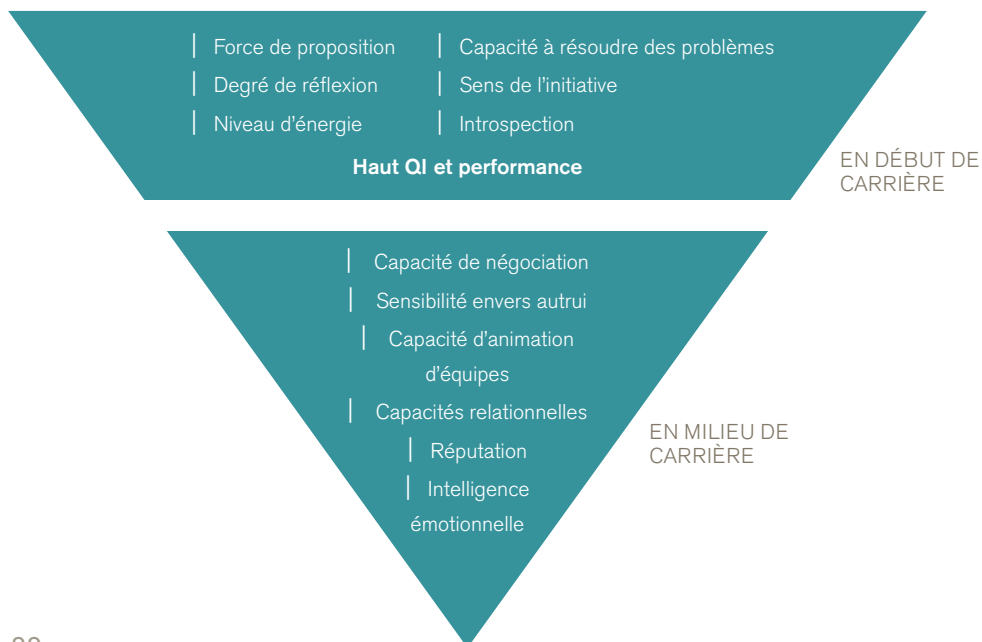 Force de proposition
Capacité à résoudre des problèmes
Degré de réflexion
Sens de l'initiative
Niveau d'énergie
Introspection
Haut QI et performance
EN DÉBUT DE
CARRIÈRE
Capacité de négociation
Sensibilité envers autrui
Capacité d'animation
d'équipes
Capacités relationnelles
EN MILIEU DE
CARRIÈRE
Réputation
Intelligence
émotionnelle